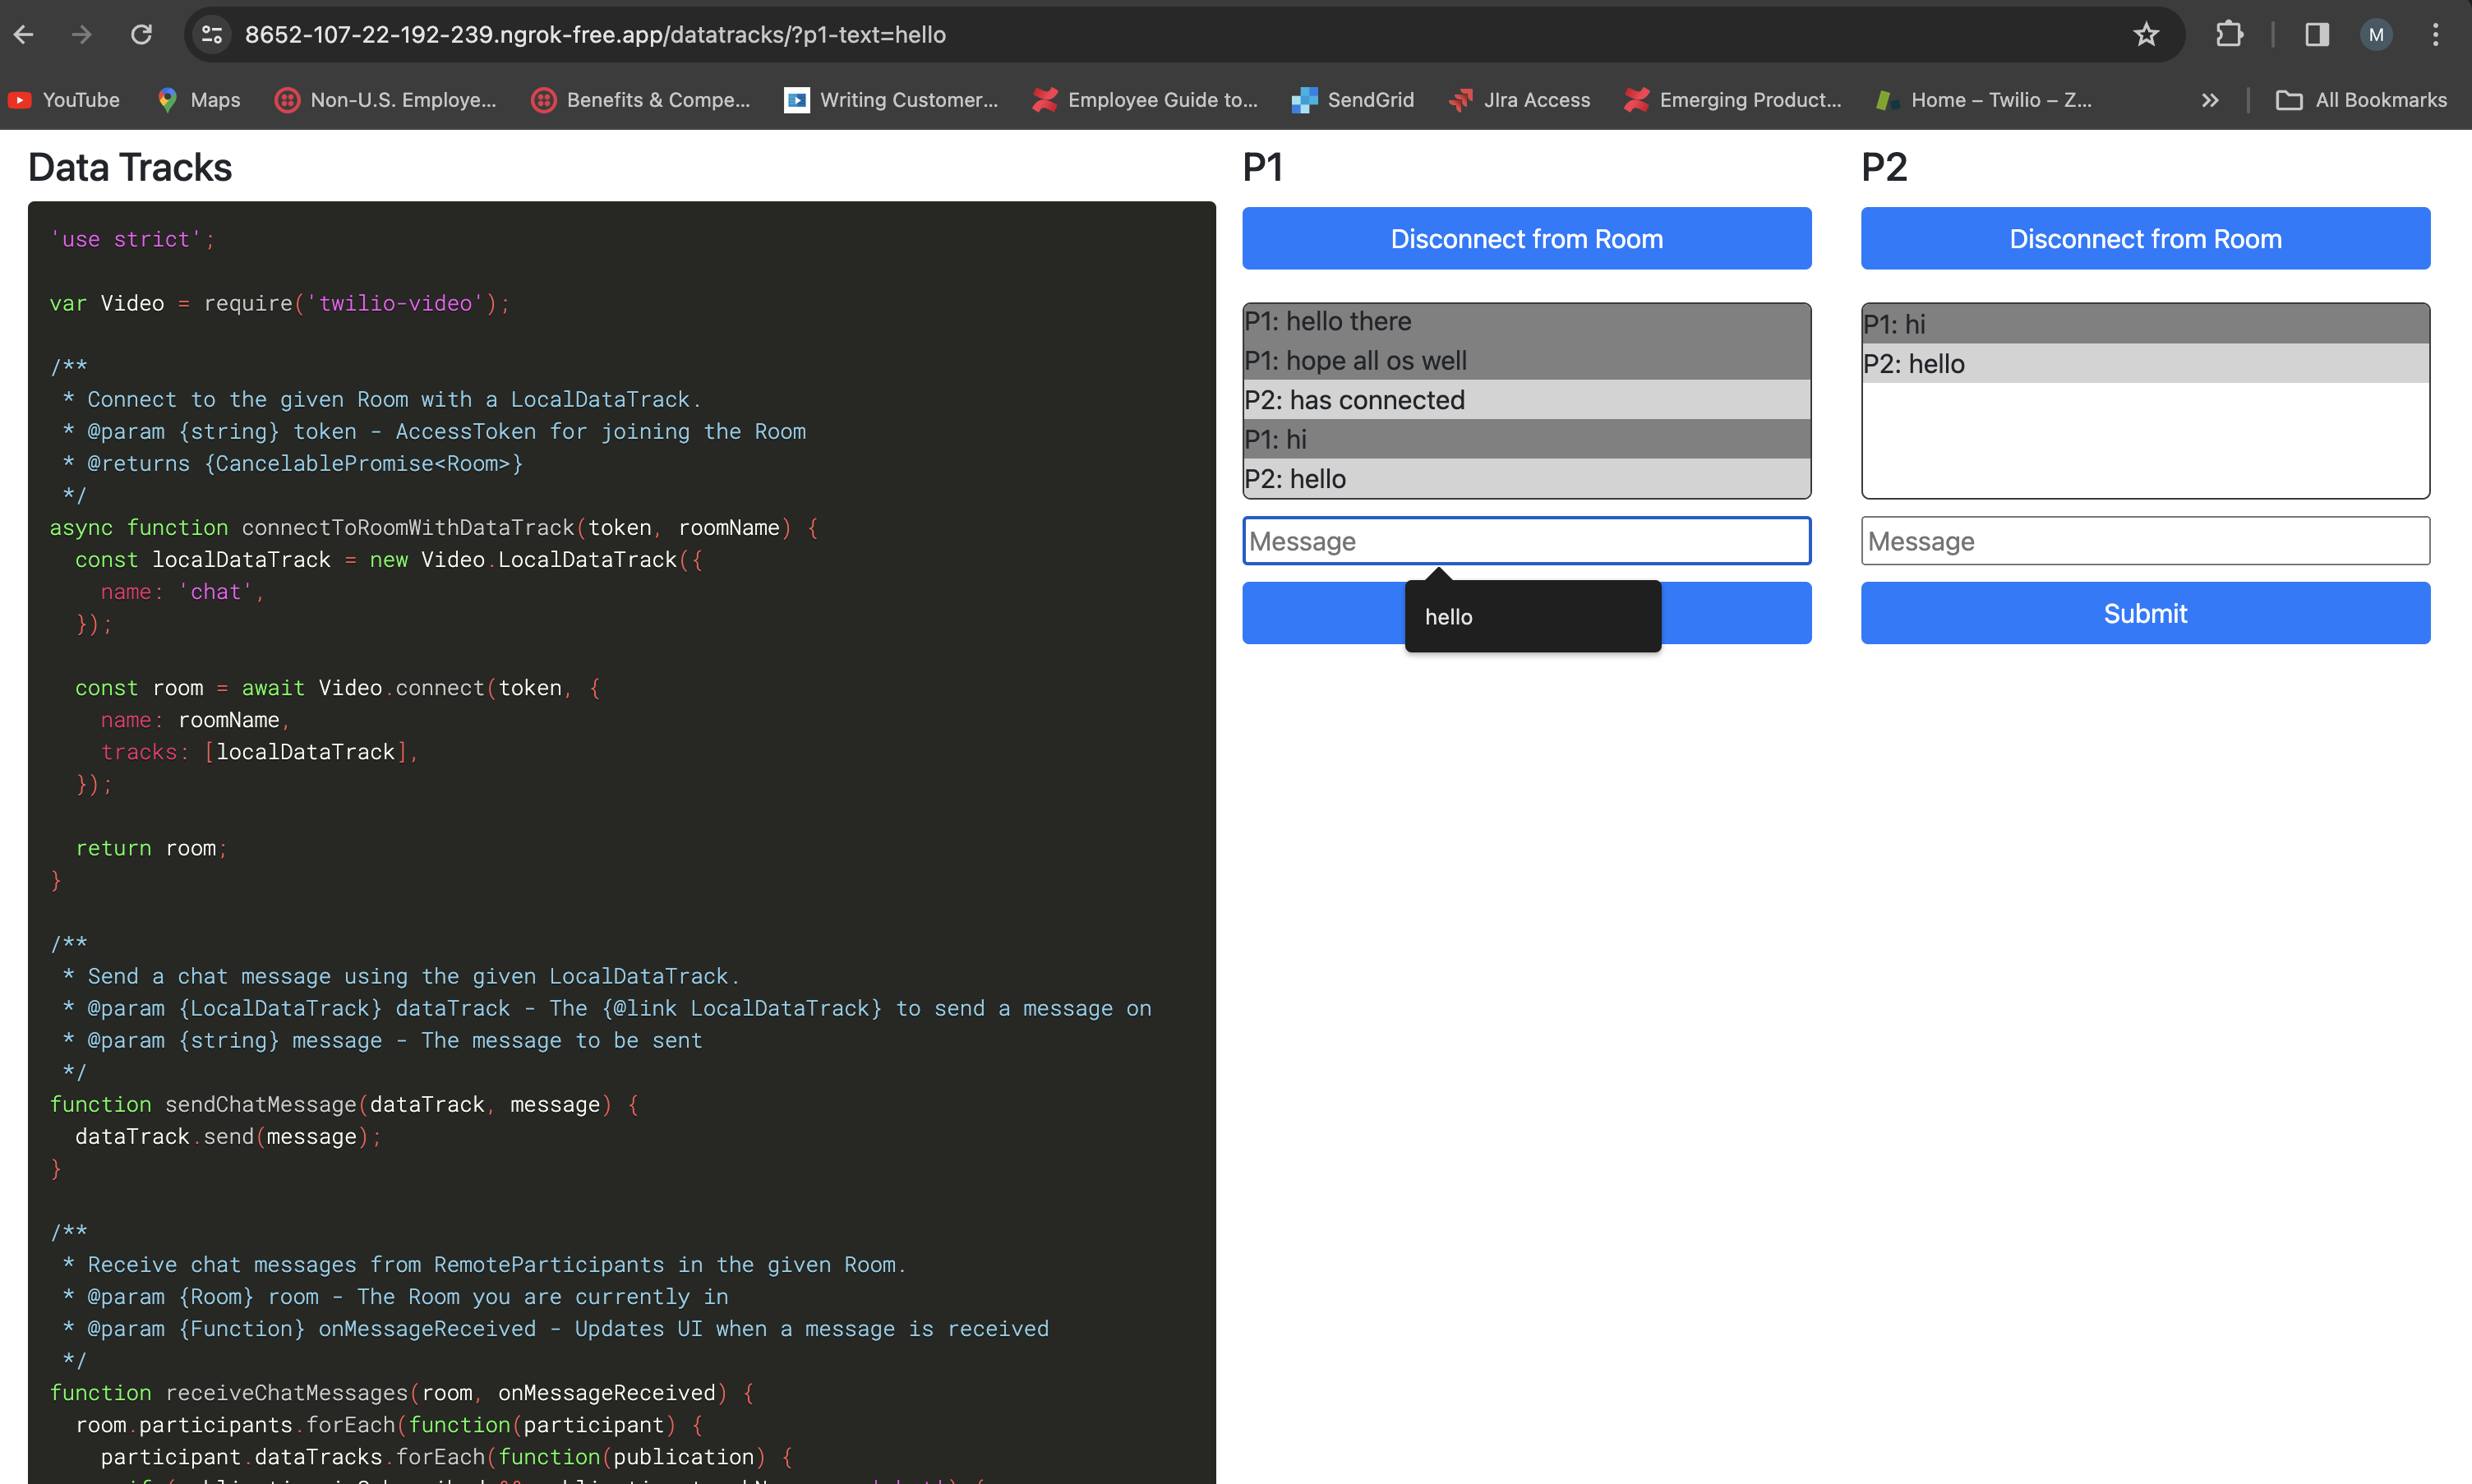 8652-107-22-192-239.ngrok-free.app/datatracks/?p1-text=hello
M
YouTube
Maps
Non-U.S. Employe...
Benefits & Compe...
Writing Customer...
Employee Guide to...
SendGrid
JIra Access
Emerging Product...
Home – Twilio – Z...
All Bookmarks
Data Tracks
'use strict';
var Video = require('twilio-video');
/**
 * Connect to the given Room with a LocalDataTrack.
 * @param {string} token - AccessToken for joining the Room
 * @returns {CancelablePromise<Room>}
 */
async function connectToRoomWithDataTrack(token, roomName) {
  const localDataTrack = new Video.LocalDataTrack({
    name: 'chat',
  });
  const room = await Video.connect(token, {
    name: roomName,
    tracks: [localDataTrack],
  });
  return room;
}
/**
 * Send a chat message using the given LocalDataTrack.
 * @param {LocalDataTrack} dataTrack - The {@link LocalDataTrack} to send a message on
 * @param {string} message - The message to be sent
 */
function sendChatMessage(dataTrack, message) {
  dataTrack.send(message);
}
/**
 * Receive chat messages from RemoteParticipants in the given Room.
 * @param {Room} room - The Room you are currently in
 * @param {Function} onMessageReceived - Updates UI when a message is received
 */
function receiveChatMessages(room, onMessageReceived) {
  room.participants.forEach(function(participant) {
    participant.dataTracks.forEach(function(publication) {
P1
Disconnect from Room
P1: hello there
P1: hope all os well
P2: has connected
P1: hi
P2: hello
Message
hello
P2
Disconnect from Room
P1: hi
P2: hello
Message
Submit